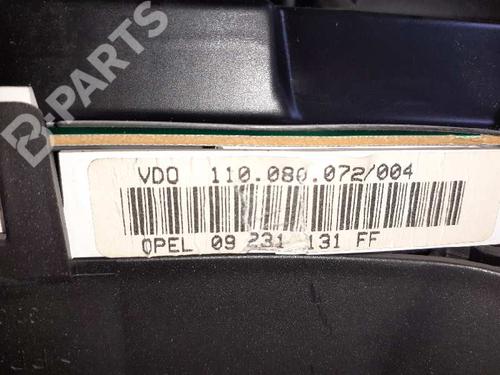 B-PARTS
VDO 110.080.072/004
OPEL 09 231 131 FF